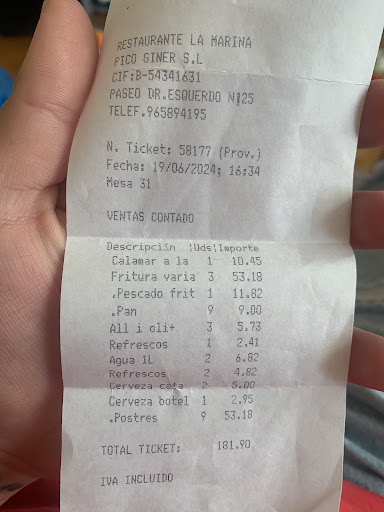 RESTAURANTE LA MARINA
PICO GINER S.L
CIF:B-54341631
PASEO DR.ESQUERDO N¦25
TELEF.965894195
N. Ticket: 58177 (Prov.)
Fecha: 19/06/2024; 16:34
Mesa 31
VENTAS CONTADO
Descripción ¦Uds¦Importe
Calamar a la 1 10.45
Fritura varia 3 53.18
.Pescado frit 1 11.82
.Pan 9 9.00
All i oli+ 3 5.73
Refrescos 1 2.41
Agua 1L 2 6.82
Refrescos 2 4.82
Cerveza caña 2 5.00
Cerveza botel 1 2.95
.Postres 9 53.18
TOTAL TICKET: 181.90
IVA INCLUIDO